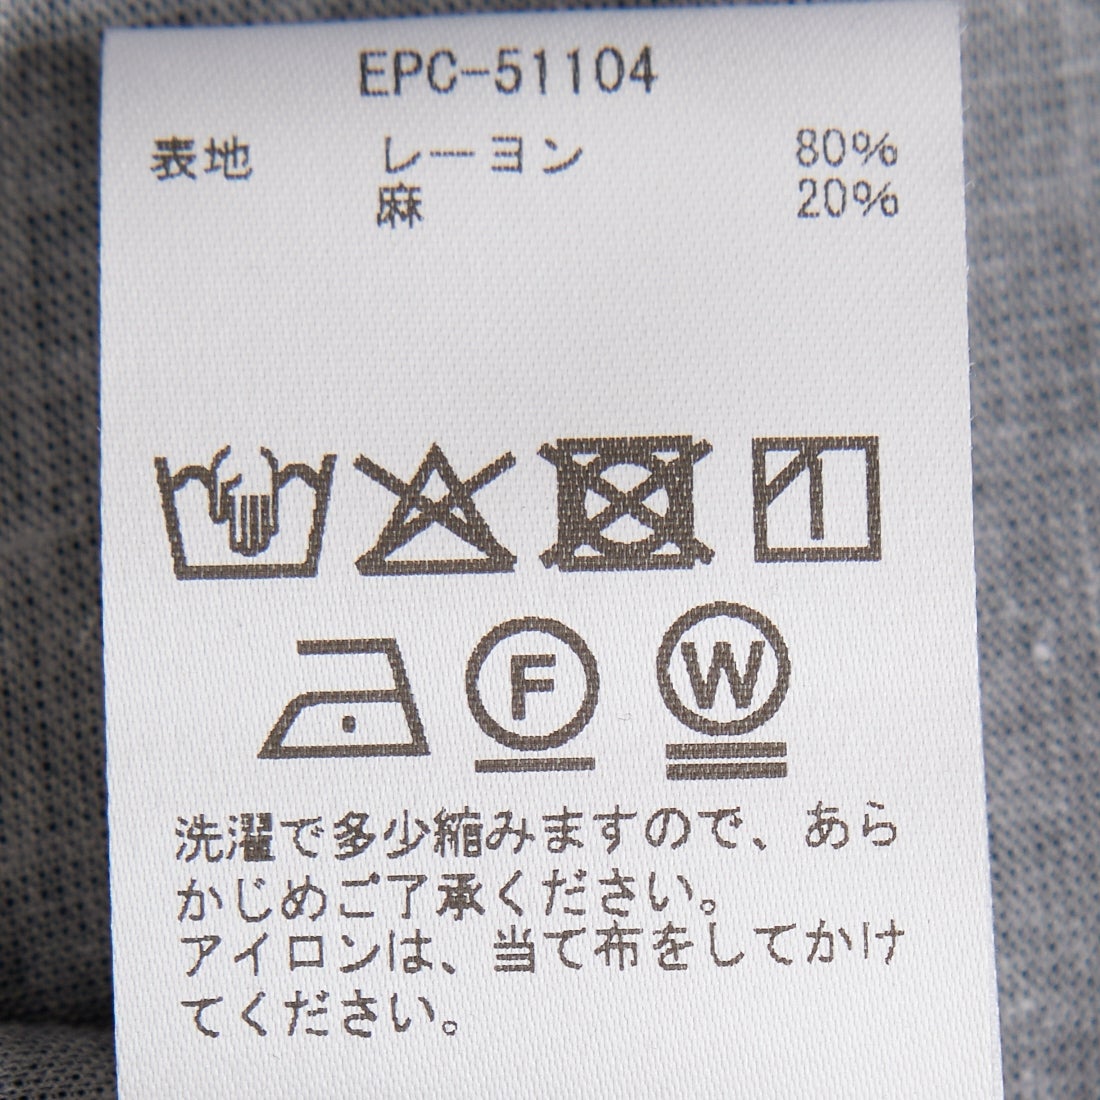 EPC-51104
表地 レーヨン 80%
麻 20%
F W
洗濯で多少縮みますので、あら
かじめご了承ください。
アイロンは、当て布をしてかけ
てください。